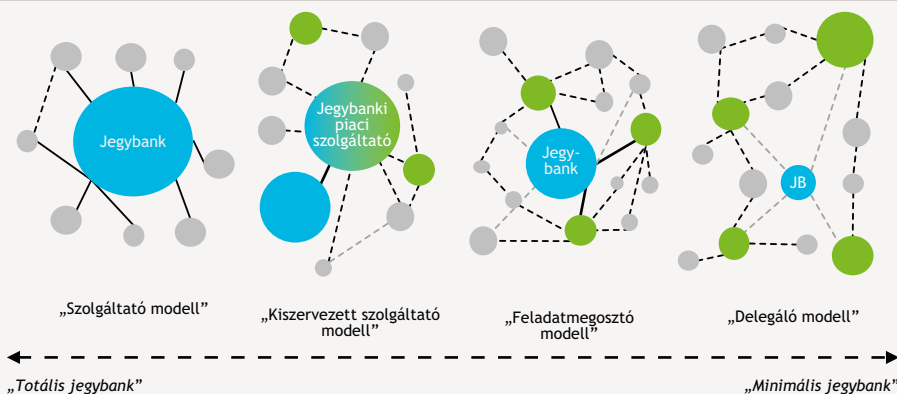 Jegybank
Jegybanki
piaci
szolgáltató
Jegy-
bank
JB
„Szolgáltató modell”
„Kiszervezett szolgáltató
modell”
„Feladatmegosztó
modell”
„Delegáló modell”
„Totális jegybank”
„Minimális jegybank”